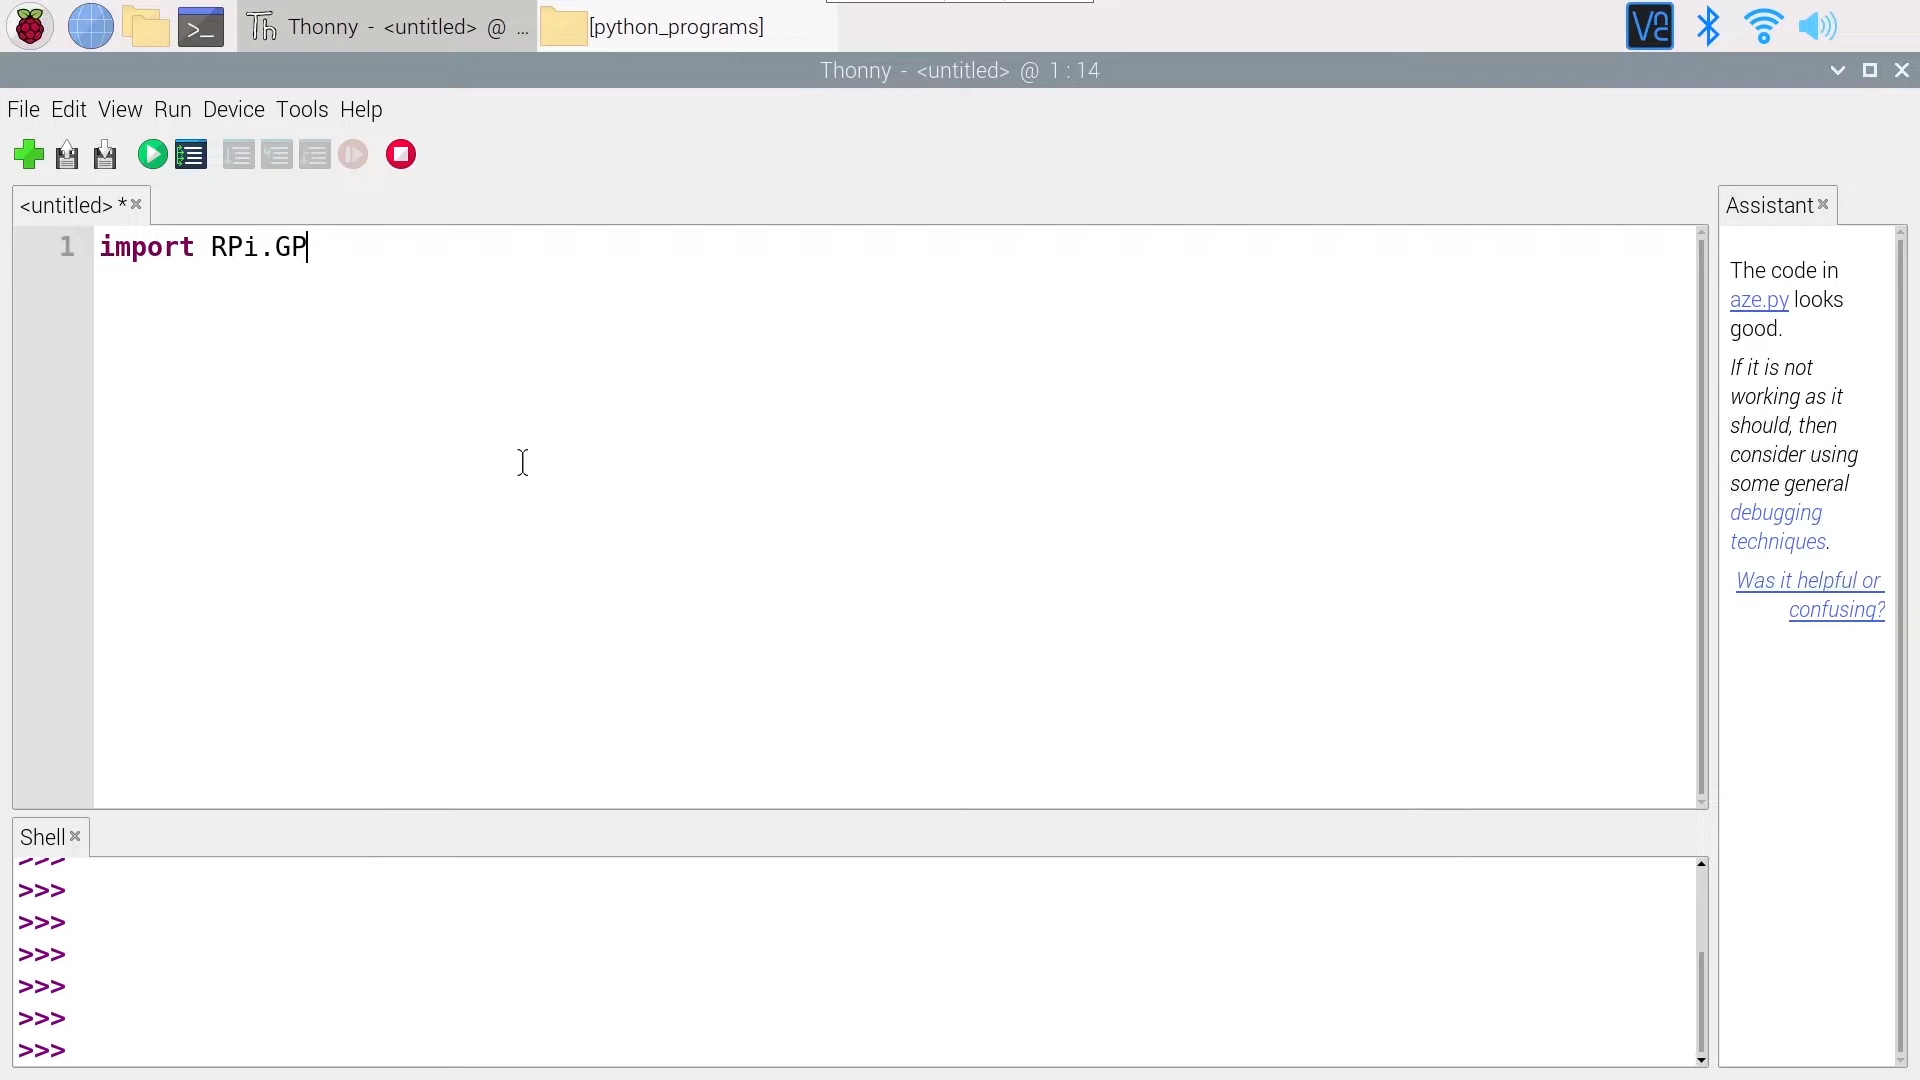 Thonny - <untitled> @ ...
[python_programs]
Thonny - <untitled> @ 1 : 14
File Edit View Run Device Tools Help
<untitled> *
Assistant
1 import RPi.GP
The code in
aze.py looks
good.
If it is not
working as it
should, then
consider using
some general
debugging
techniques.
Was it helpful or
confusing?
Shell
>>>
>>>
>>>
>>>
>>>
>>>
>>>